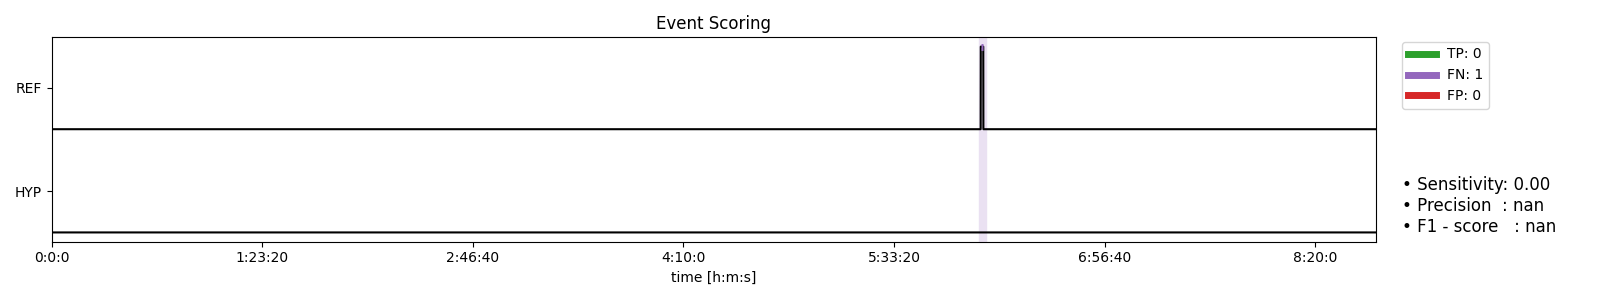 Event Scoring
REF
HYP
0:0:0
1:23:20
2:46:40
4:10:0
5:33:20
6:56:40
8:20:0
time [h:m:s]
TP: 0
FN: 1
FP: 0
• Sensitivity: 0.00
• Precision  : nan
• F1 - score   : nan